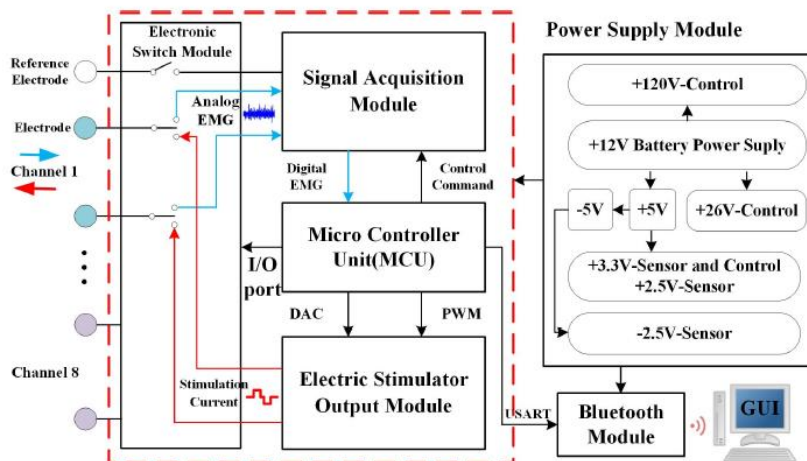 Electronic
Switch Module
Power Supply Module
Reference
Electrode
Signal Acquisition
Module
+120V-Control
Analog
EMG
Electrode
+12V Battery Power Supuly
Channel 1
Digital
EMG
Control
Command
-5V
+5V
+26V-Control
Micro Controller
Unit(MCU)
I/O
port
+3.3V-Sensor and Control
+2.5V-Sensor
DAC
PWM
-2.5V-Sensor
Channel 8
Stimulation
Current
Electric Stimulator
Output Module
USART
Bluetooth
Module
GUI